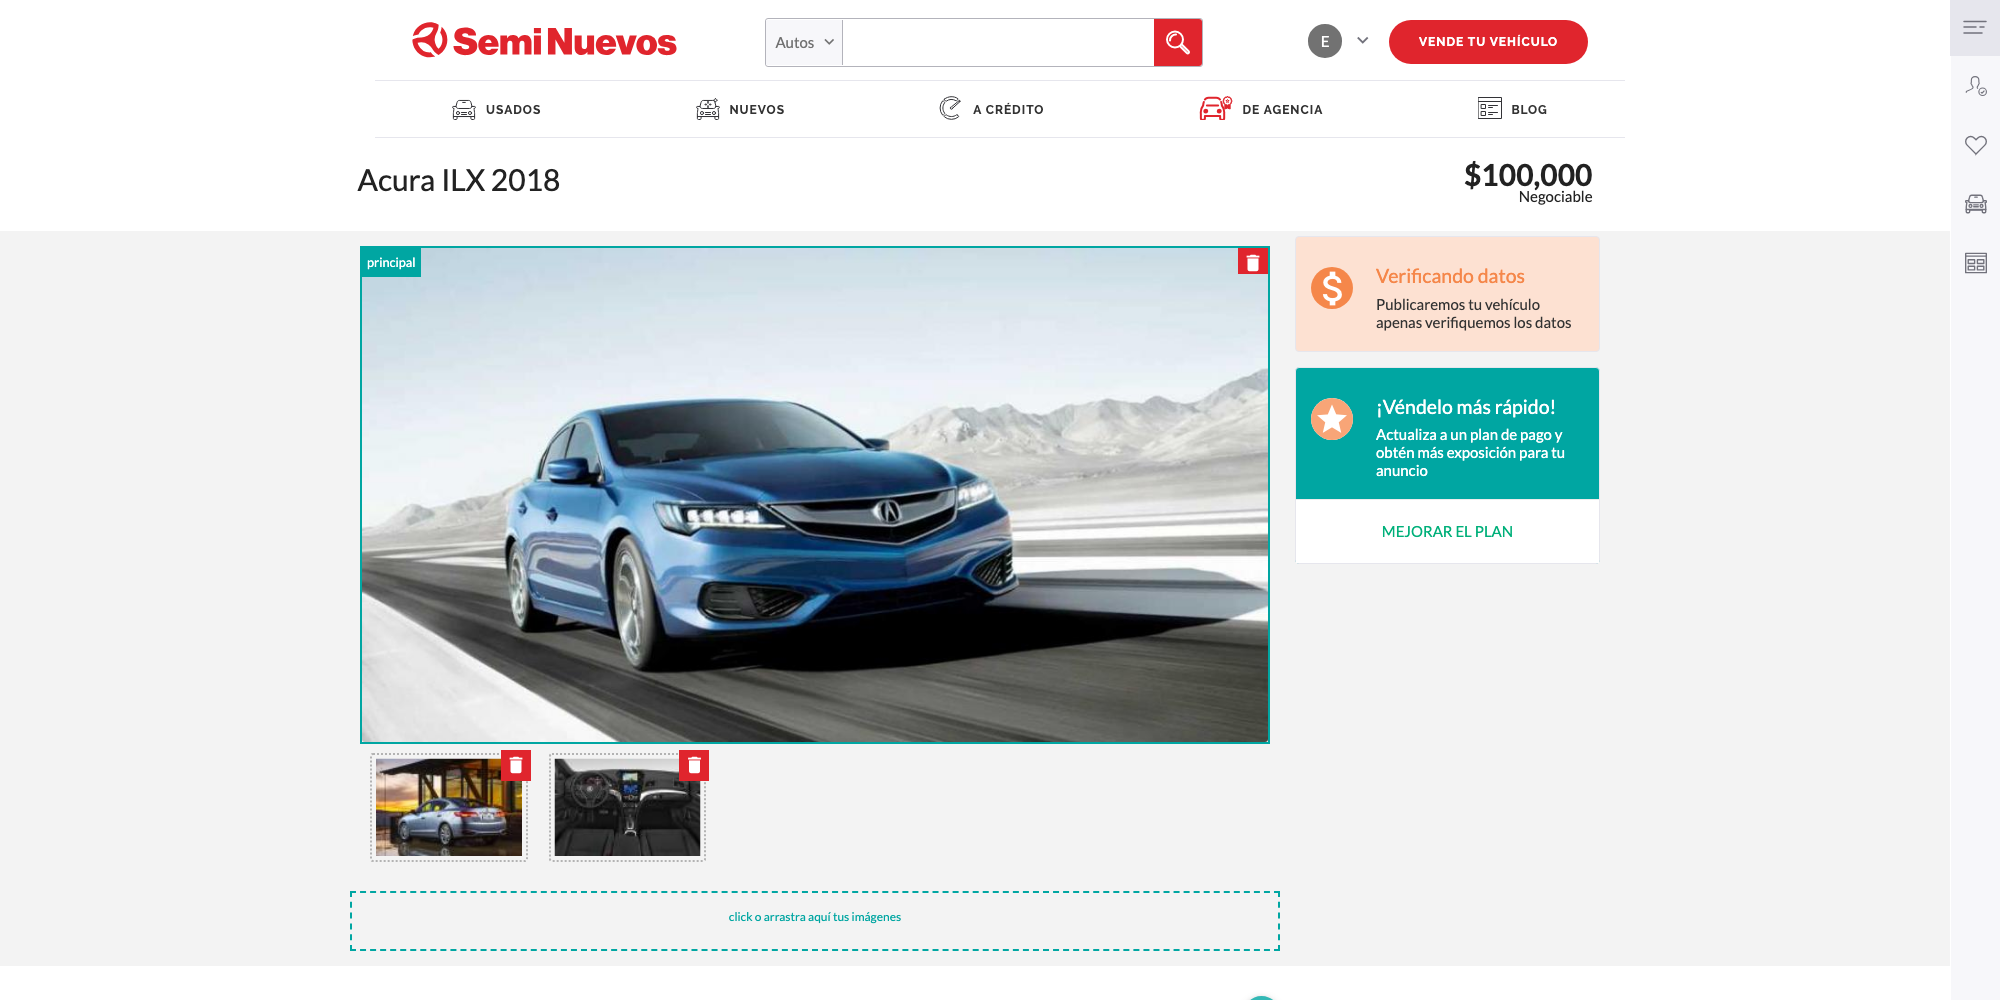 Semi Nuevos
Autos
E
VENDE TU VEHÍCULO
USADOS
NUEVOS
A CRÉDITO
DE AGENCIA
BLOG
Acura ILX 2018
$100,000
Negociable
principal
Verificando datos
Publicaremos tu vehículo
apenas verifiquemos los datos
¡Véndelo más rápido!
Actualiza a un plan de pago y
obtén más exposición para tu
anuncio
MEJORAR EL PLAN
click o arrastra aquí tus imágenes